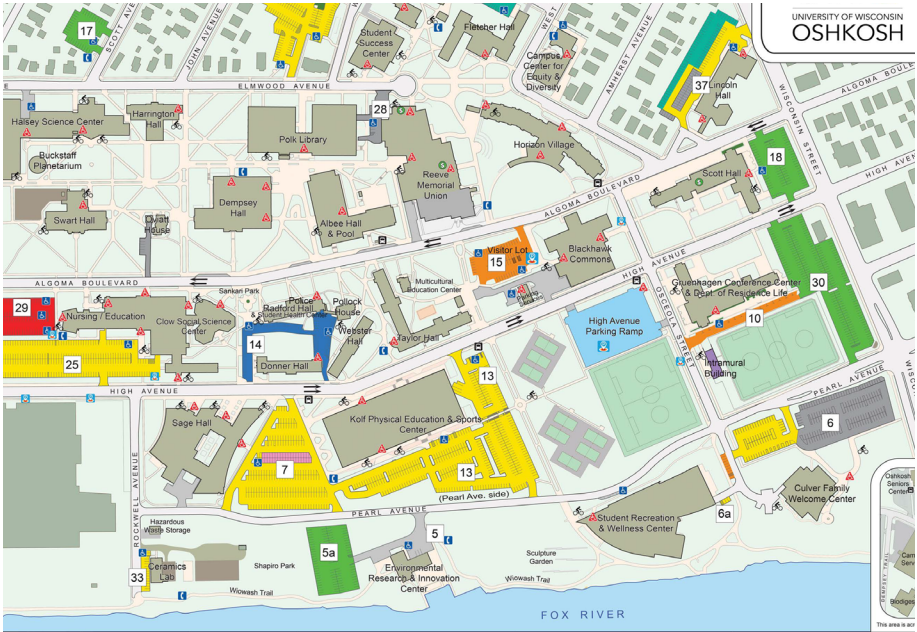 UNIVERSITY OF WISCONSIN
OSHKOSH
17
SCOTT AVENUE
JOHN AVENUE
Student
Success
Center
Fletcher Hall
WEST
Campus
Center for
Equity &
Diversity
AMHERST AVENUE
37
Lincoln
Hall
WISCONSIN STREET
ALGOMA BOULEVARD
ELMWOOD AVENUE
28
Halsey Science Center
Harrington
Hall
Polk Library
Horizon Village
Buckstaff
Planetarium
Reeve
Memorial
Union
18
Scott Hall
HIGH AVENUE
Dempsey
Hall
Swart Hall
Oviatt
House
Albee Hall
& Pool
ALGOMA BOULEVARD
Visitor Lot
15
Blackhawk
Commons
HIGH AVENUE
ALGOMA BOULEVARD
Sankari Park
Multicultural
Education Center
Parking
Services
OSCEOLA STREET
Gruenhagen Conference Center
& Dept. of Residence Life
30
29
Nursing / Education
Clow Social Science
Center
Police
Radford Hall
& Student Health Center
Pollock
House
Webster
Hall
Taylor Hall
High Avenue
Parking Ramp
10
14
Donner Hall
25
Intramural
Building
HIGH AVENUE
13
PEARL AVENUE
Sage Hall
Kolf Physical Education & Sports
Center
6
7
13
(Pearl Ave. side)
ROCKWELL AVENUE
PEARL AVENUE
Culver Family
Welcome Center
Oshkosh
Seniors
Center
6a
Student Recreation
& Wellness Center
Hazardous
Waste Storage
5
5a
33
Ceramics
Lab
Shapiro Park
Environmental
Research & Innovation
Center
Sculpture
Garden
Wiowash Trail
Wiowash Trail
DEMPSEY TRAIL
FOX RIVER